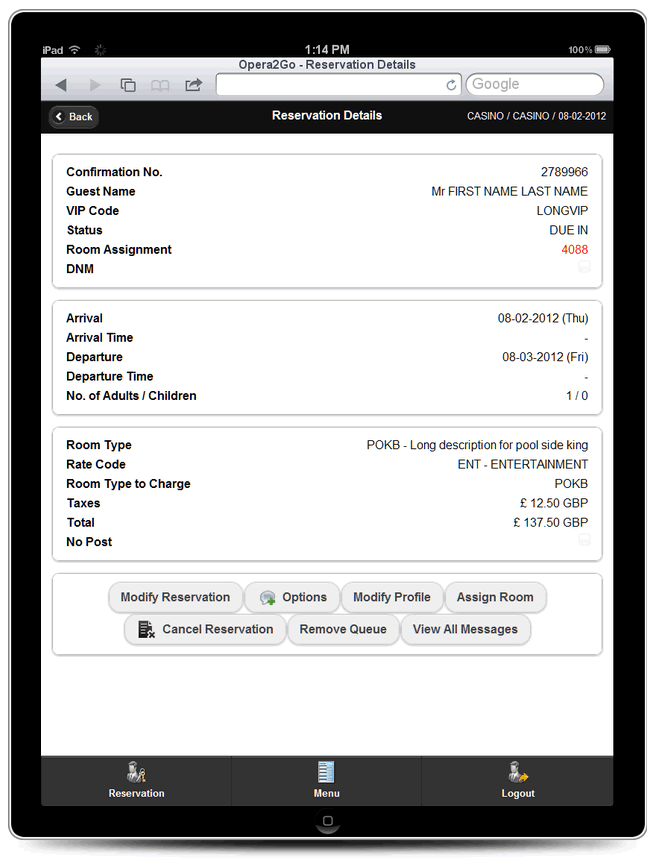 iPad 1:14 PM 100%
Opera2Go - Reservation Details
Google
Back Reservation Details CASINO / CASINO / 08-02-2012
Confirmation No. 2789966
Guest Name Mr FIRST NAME LAST NAME
VIP Code LONGVIP
Status DUE IN
Room Assignment 4088
DNM
Arrival 08-02-2012 (Thu)
Arrival Time -
Departure 08-03-2012 (Fri)
Departure Time -
No. of Adults / Children 1 / 0
Room Type POKB - Long description for pool side king
Rate Code ENT - ENTERTAINMENT
Room Type to Charge POKB
Taxes £ 12.50 GBP
Total £ 137.50 GBP
No Post
Modify Reservation Options Modify Profile Assign Room
Cancel Reservation Remove Queue View All Messages
Reservation Menu Logout